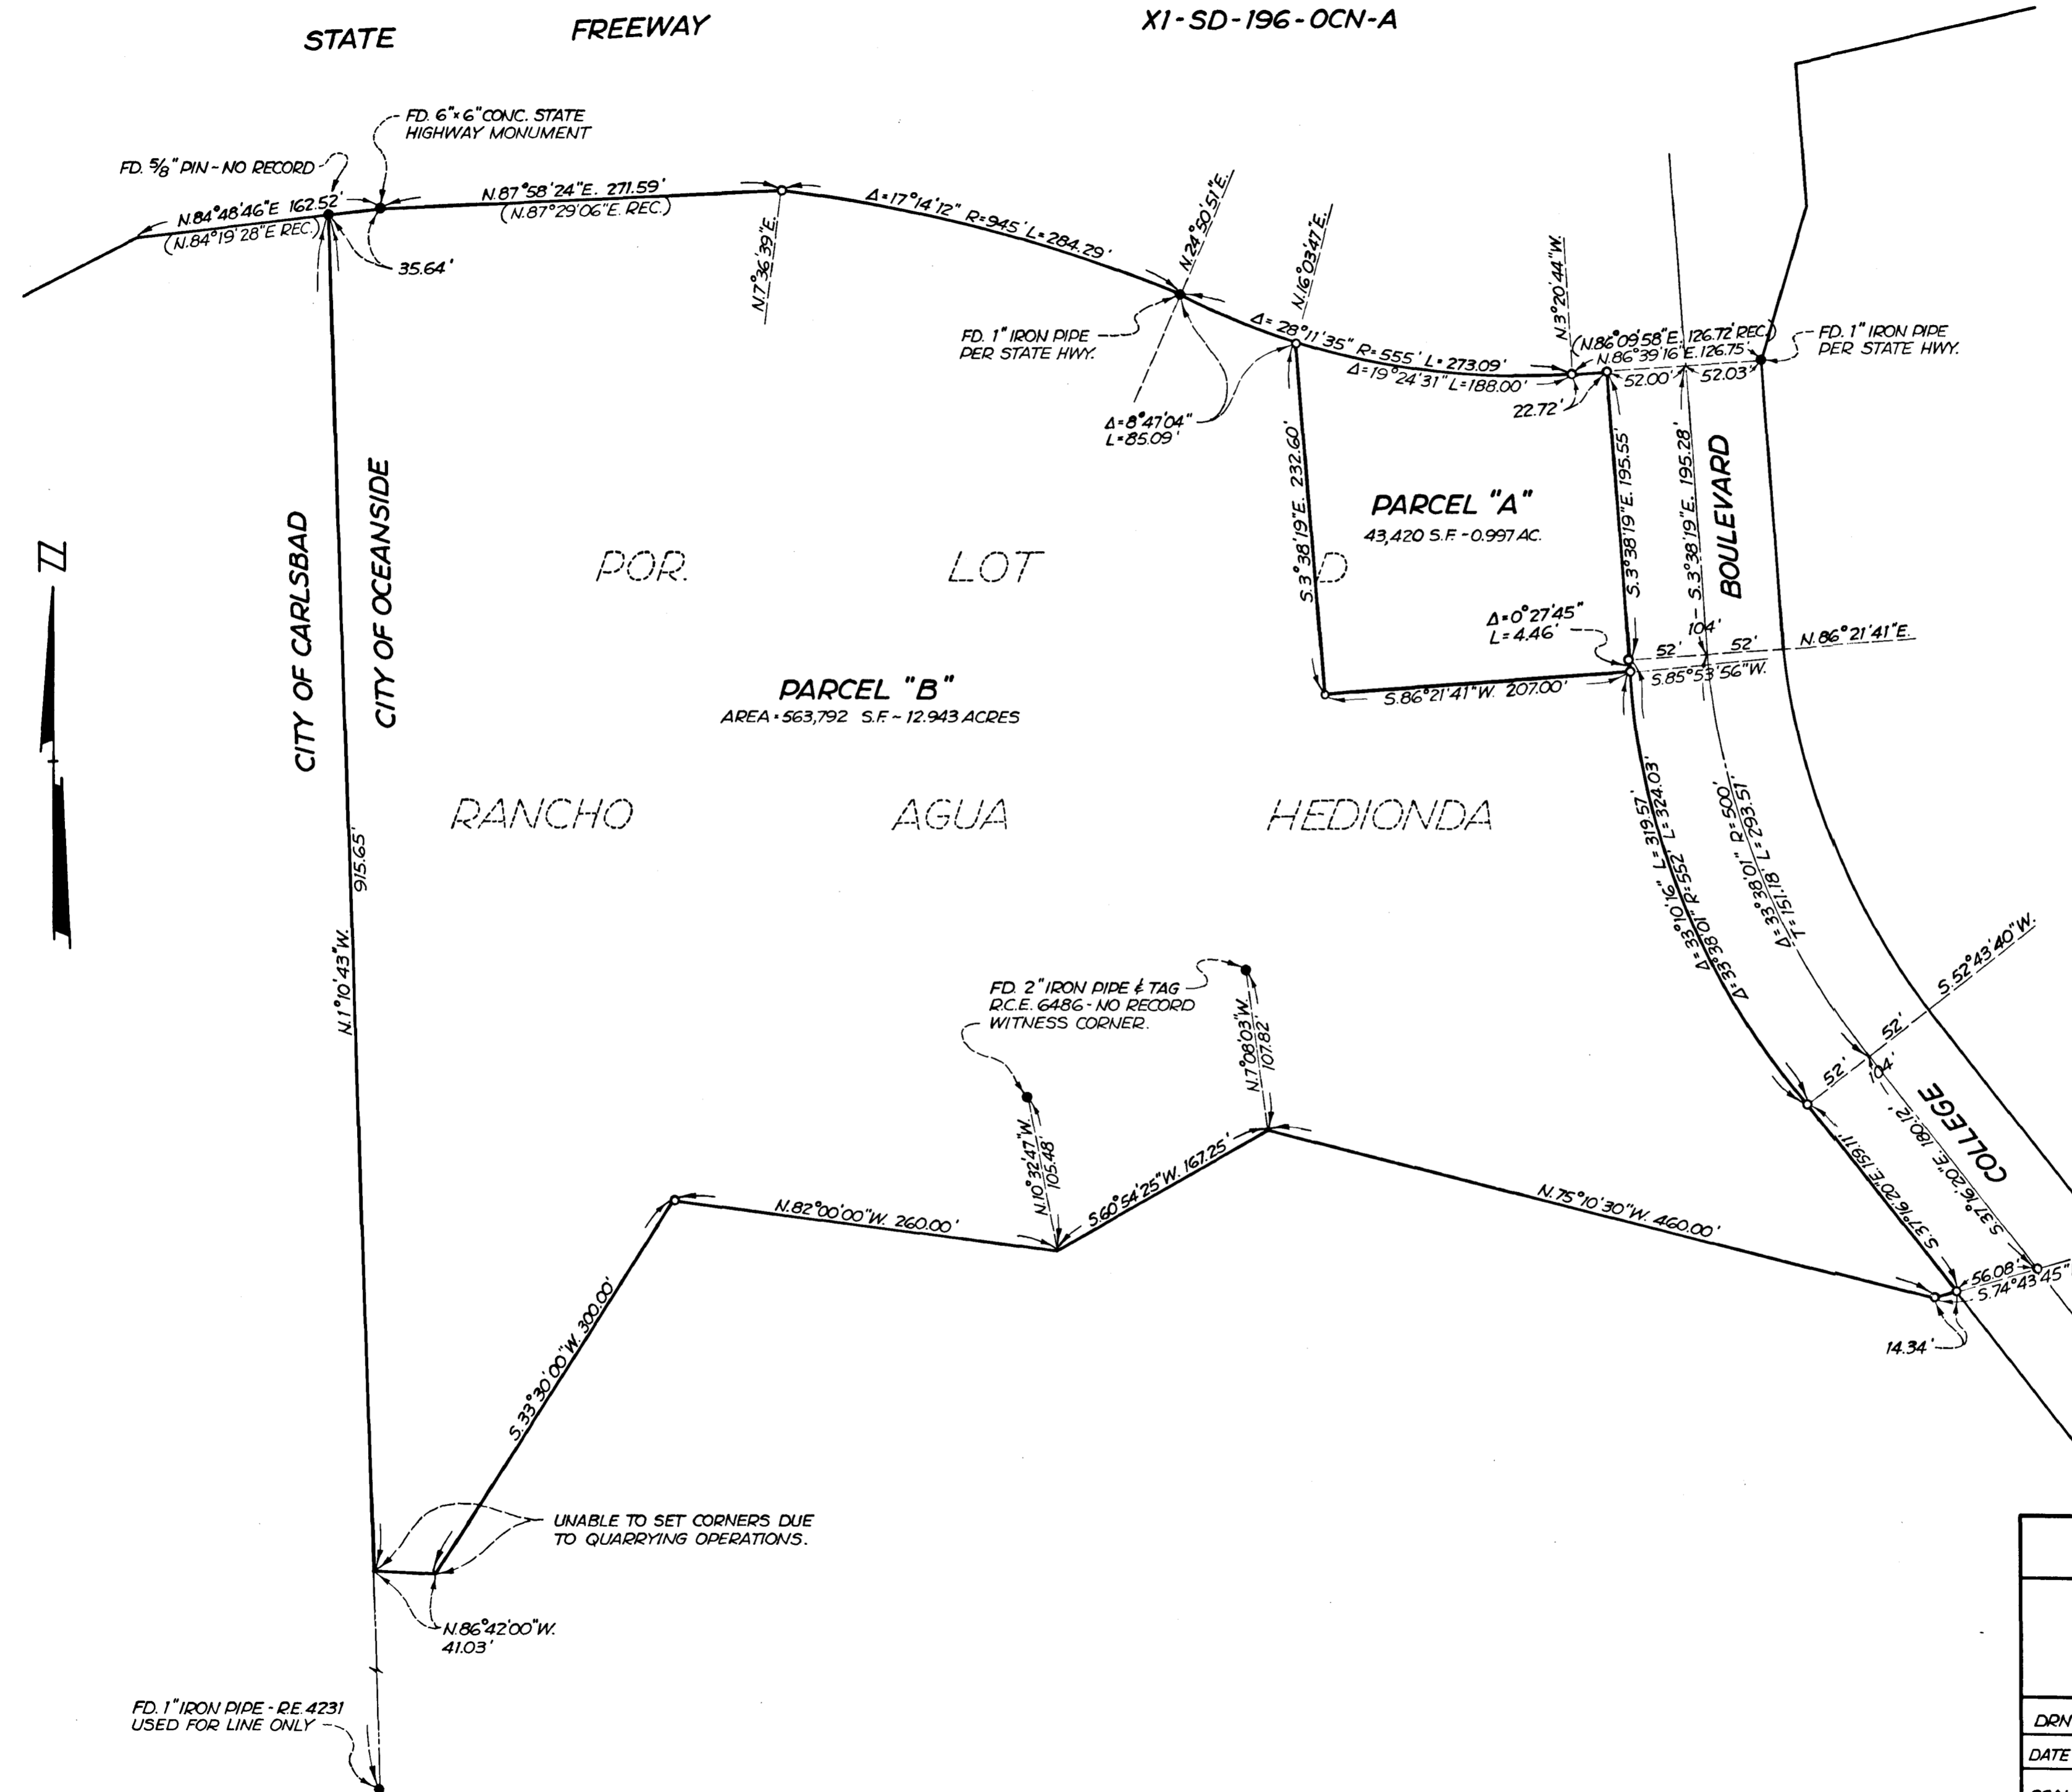 STATE FREEWAY XI-SD-196-OCN-A
FD. 6"x6" CONC. STATE
HIGHWAY MONUMENT
FD. 5/8" PIN - NO RECORD
N.84°48'46"E 162.52'
(N.84°19'28"E REC.)
N.87°58'24"E. 271.59'
(N.87°29'06"E. REC.)
35.64'
N.7°36'39"E.
Δ=17°14'12" R=945' L=284.29'
N.24°50'51"E.
N.16°03'47"E.
FD. 1" IRON PIPE
PER STATE HWY.
Δ=8°47'04"
L=85.09'
Δ=28°11'35" R=555' L=273.09'
Δ=19°24'31" L=188.00'
N.3°20'44"W.
(N.86°09'58"E. 126.72' REC.)
N.86°39'16"E. 126.75'
52.00' 52.03'
22.72'
FD. 1" IRON PIPE
PER STATE HWY.
CITY OF CARLSBAD
CITY OF OCEANSIDE
N.1°10'43"W. 915.65'
POR. LOT D
PARCEL "A"
43,420 S.F. - 0.997 AC.
S.3°38'19"E. 232.60'
S.3°38'19"E. 195.55'
S.3°38'19"E. 195.28'
BOULEVARD
Δ=0°27'45"
L=4.46'
104'
52' 52'
N.86°21'41"E.
S.85°53'56"W.
S.86°21'41"W. 207.00'
PARCEL "B"
AREA=563,792 S.F. ~ 12.943 ACRES
RANCHO AGUA HEDIONDA
Δ=33°10'16" L=319.57'
Δ=33°38'01" R=552' L=324.03'
Δ=33°38'01" R=500'
T=151.18' L=293.51'
S.52°43'40"W.
52'
52'
104'
COLLEGE
S.37°16'20"E. 159.11'
S.37°16'20"E. 180.12'
56.08'
S.74°43'45"
14.34'
FD. 2" IRON PIPE & TAG
R.C.E. 6486 - NO RECORD
WITNESS CORNER.
N.7°08'03"W.
107.82'
N.10°32'47"W.
105.48'
S.60°54'25"W. 167.25'
N.75°10'30"W. 460.00'
N.82°00'00"W. 260.00'
S.33°30'00"W. 300.00'
UNABLE TO SET CORNERS DUE
TO QUARRYING OPERATIONS.
N.86°42'00"W.
41.03'
FD. 1" IRON PIPE - R.E. 4231
USED FOR LINE ONLY
DRN
DATE